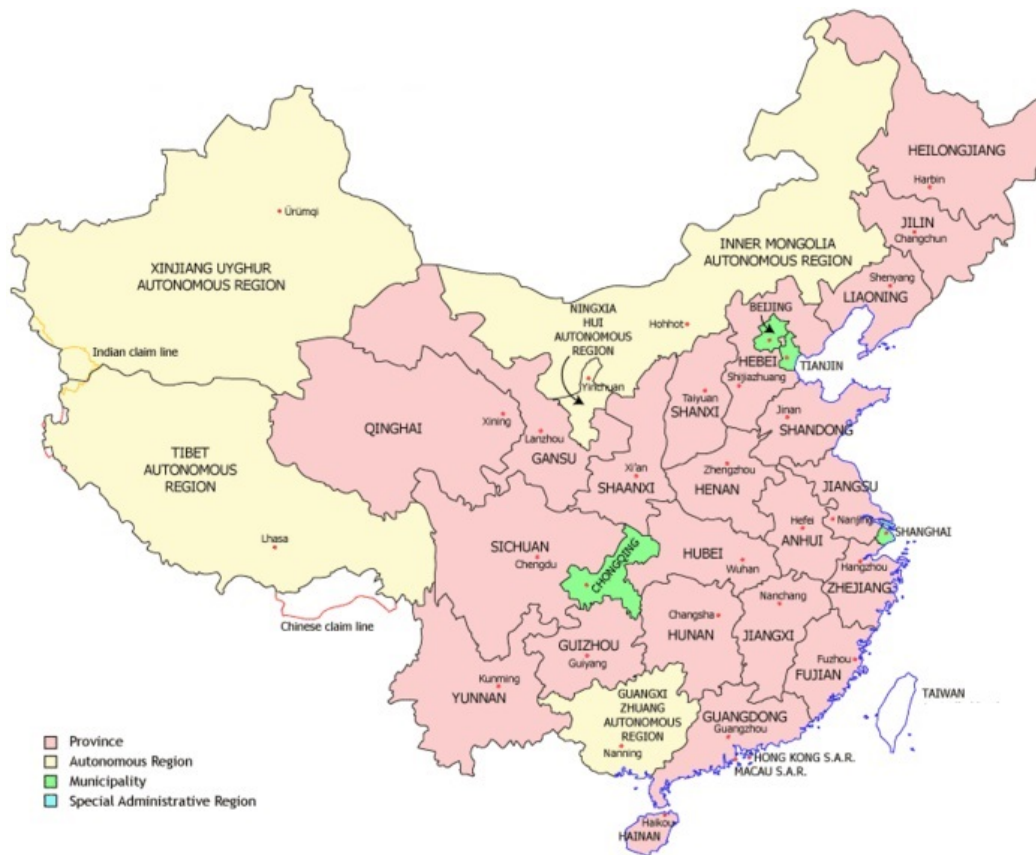 HEILONGJIANG
Harbin
Ürümqi
JILIN
Changchun
INNER MONGOLIA
AUTONOMOUS REGION
XINJIANG UYGHUR
AUTONOMOUS REGION
Shenyang
LIAONING
NINGXIA
HUI
AUTONOMOUS
REGION
BEIJING
Hohhot
Indian claim line
HEBEI
TIANJIN
Yinchuan
Shijiazhuang
Taiyuan
SHANXI
Jinan
SHANDONG
QINGHAI
Xining
Lanzhou
GANSU
TIBET
AUTONOMOUS
REGION
Xi'an
SHAANXI
Zhengzhou
HENAN
JIANGSU
Hefei
ANHUI
Nanjing
SHANGHAI
Lhasa
SICHUAN
Chengdu
CHONGQING
HUBEI
Wuhan
Hangzhou
ZHEJIANG
Nanchang
JIANGXI
Chinese claim line
Changsha
HUNAN
GUIZHOU
Guiyang
Fuzhou
FUJIAN
Kunming
YUNNAN
GUANGXI
ZHUANG
AUTONOMOUS
REGION
Nanning
GUANGDONG
Guangzhou
TAIWAN
HONG KONG S.A.R.
MACAU S.A.R.
Haikou
HAINAN
Province
Autonomous Region
Municipality
Special Administrative Region